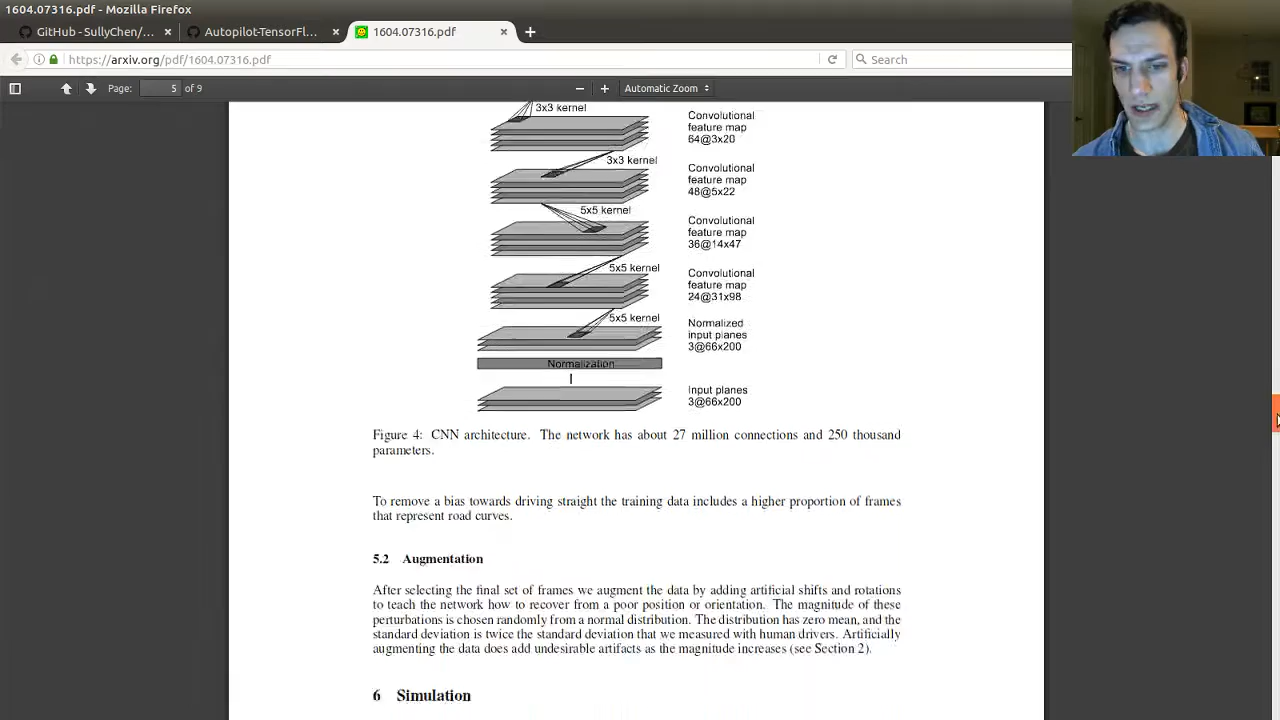 1604.07316.pdf - Mozilla Firefox
GitHub - SullyChen/...
Autopilot-TensorFl...
1604.07316.pdf
https://arxiv.org/pdf/1604.07316.pdf
Search
Page: 5 of 9
Automatic Zoom
3x3 kernel
Convolutional
feature map
64@3x20
3x3 kernel
Convolutional
feature map
48@5x22
5x5 kernel
Convolutional
feature map
36@14x47
5x5 kernel
Convolutional
feature map
24@31x98
5x5 kernel
Normalized
input planes
3@66x200
Normalization
Input planes
3@66x200
Figure 4: CNN architecture. The network has about 27 million connections and 250 thousand
parameters.
To remove a bias towards driving straight the training data includes a higher proportion of frames
that represent road curves.
5.2 Augmentation
After selecting the final set of frames we augment the data by adding artificial shifts and rotations
to teach the network how to recover from a poor position or orientation. The magnitude of these
perturbations is chosen randomly from a normal distribution. The distribution has zero mean, and the
standard deviation is twice the standard deviation that we measured with human drivers. Artificially
augmenting the data does add undesirable artifacts as the magnitude increases (see Section 2).
6 Simulation